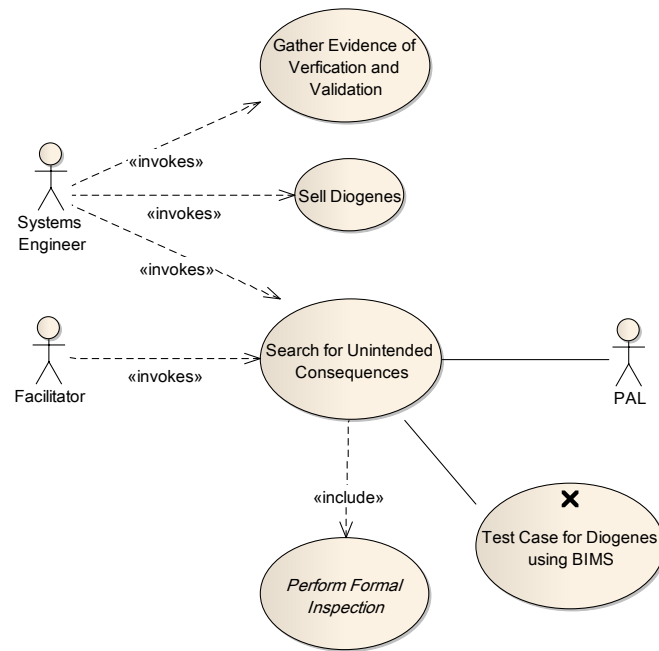 Gather Evidence of
Verfication and
Validation
«invokes»
Systems
Engineer
«invokes»
Sell Diogenes
«invokes»
Search for Unintended
Consequences
Facilitator
«invokes»
PAL
«include»
Test Case for Diogenes
using BIMS
Perform Formal
Inspection